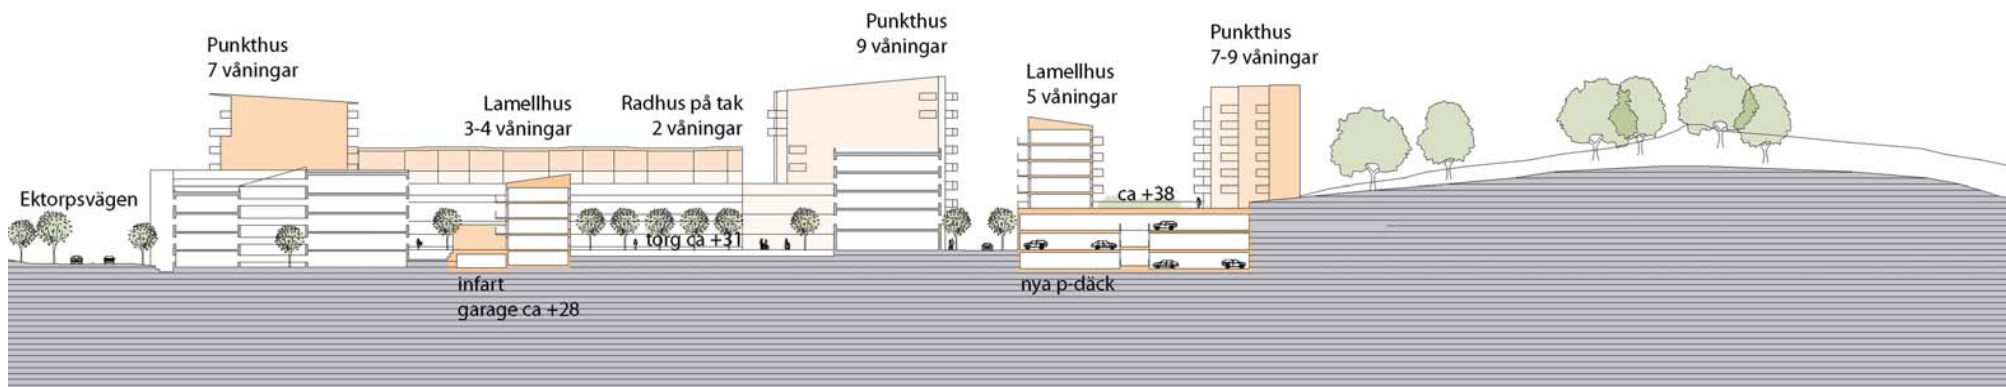 Punkthus
7 våningar
Lamellhus
3-4 våningar
Radhus på tak
2 våningar
Punkthus
9 våningar
Lamellhus
5 våningar
Punkthus
7-9 våningar
Ektorpsvägen
ca +38
torg ca +31
infart
garage ca +28
nya p-däck